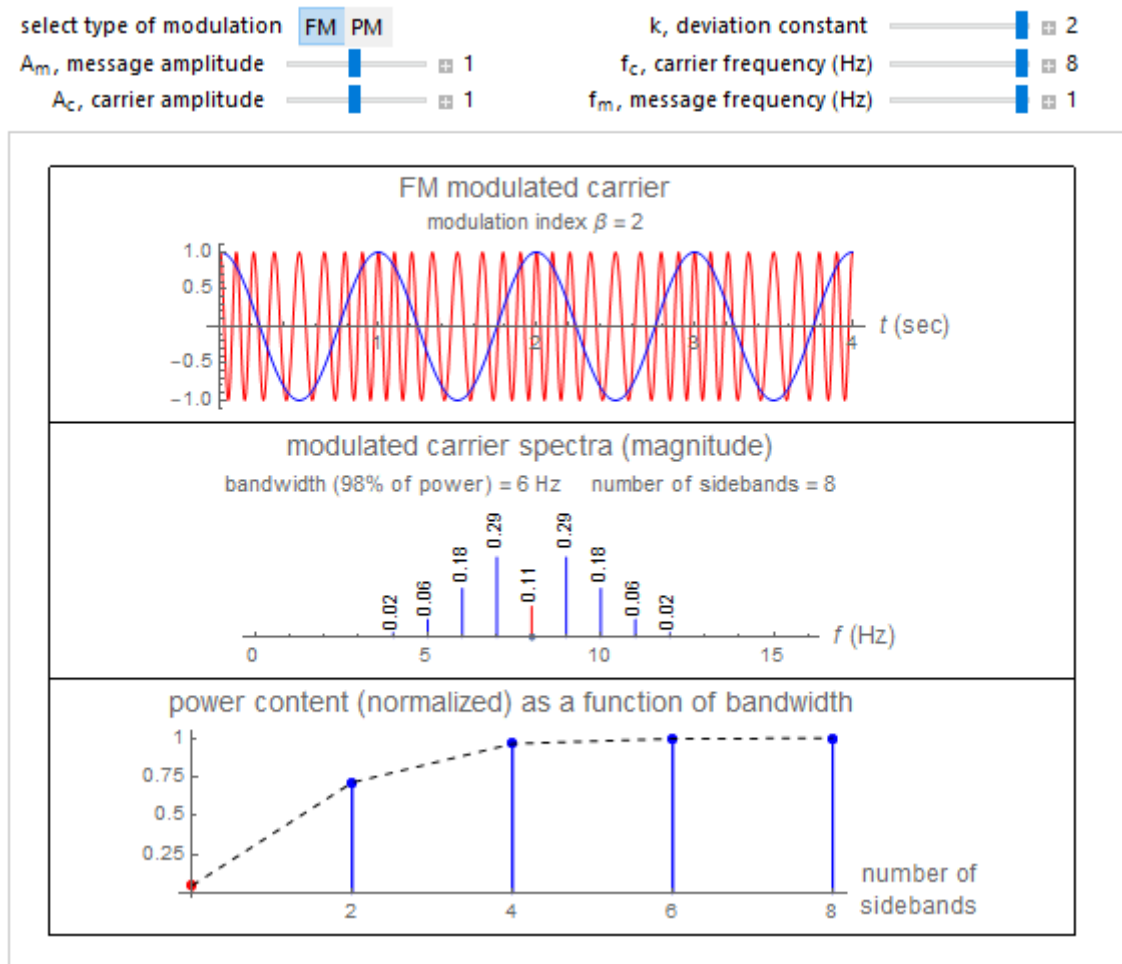 select type of modulation FM PM
k, deviation constant 2
A_m, message amplitude 1
f_c, carrier frequency (Hz) 8
A_c, carrier amplitude 1
f_m, message frequency (Hz) 1
FM modulated carrier
modulation index β = 2
1.0
0.5
−0.5
−1.0
1 2 3 4
t (sec)
modulated carrier spectra (magnitude)
bandwidth (98% of power) = 6 Hz number of sidebands = 8
0.02 0.06 0.18 0.29 0.11 0.29 0.18 0.06 0.02
0 5 10 15
f (Hz)
power content (normalized) as a function of bandwidth
1
0.75
0.5
0.25
2 4 6 8
number of
sidebands